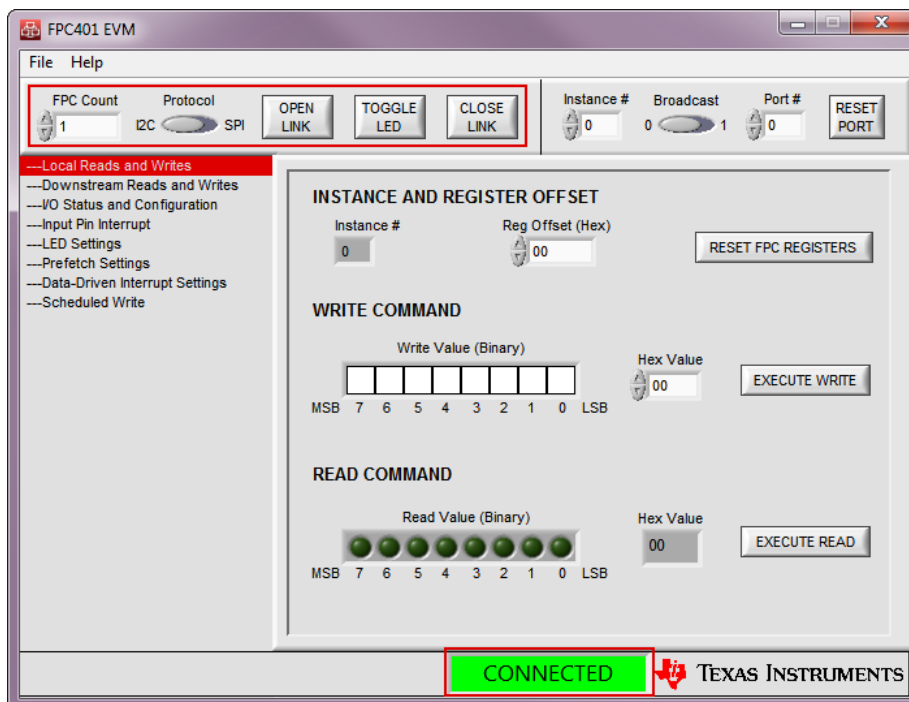 FPC401 EVM
File Help
FPC Count Protocol Instance # Broadcast Port #
1 I2C SPI OPEN LINK TOGGLE LED CLOSE LINK 0 0 1 0 RESET PORT
---Local Reads and Writes
---Downstream Reads and Writes
---I/O Status and Configuration
---Input Pin Interrupt
---LED Settings
---Prefetch Settings
---Data-Driven Interrupt Settings
---Scheduled Write
INSTANCE AND REGISTER OFFSET
Instance # Reg Offset (Hex)
0 00 RESET FPC REGISTERS
WRITE COMMAND
Write Value (Binary) Hex Value
00 EXECUTE WRITE
MSB 7 6 5 4 3 2 1 0 LSB
READ COMMAND
Read Value (Binary) Hex Value
00 EXECUTE READ
MSB 7 6 5 4 3 2 1 0 LSB
CONNECTED
TEXAS INSTRUMENTS